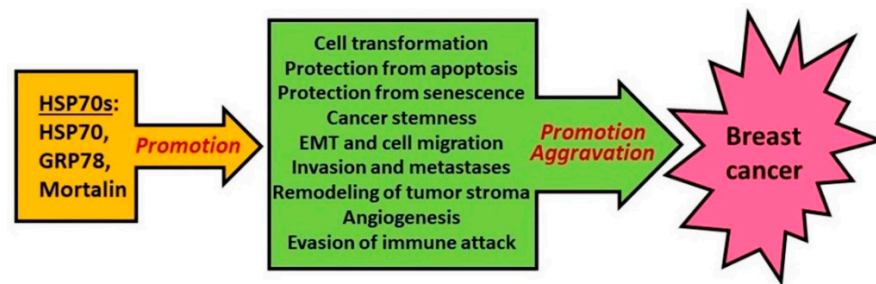 HSP70s:
HSP70,
GRP78,
Mortalin
Promotion
Cell transformation
Protection from apoptosis
Protection from senescence
Cancer stemness
EMT and cell migration
Invasion and metastases
Remodeling of tumor stroma
Angiogenesis
Evasion of immune attack
Promotion
Aggravation
Breast
cancer